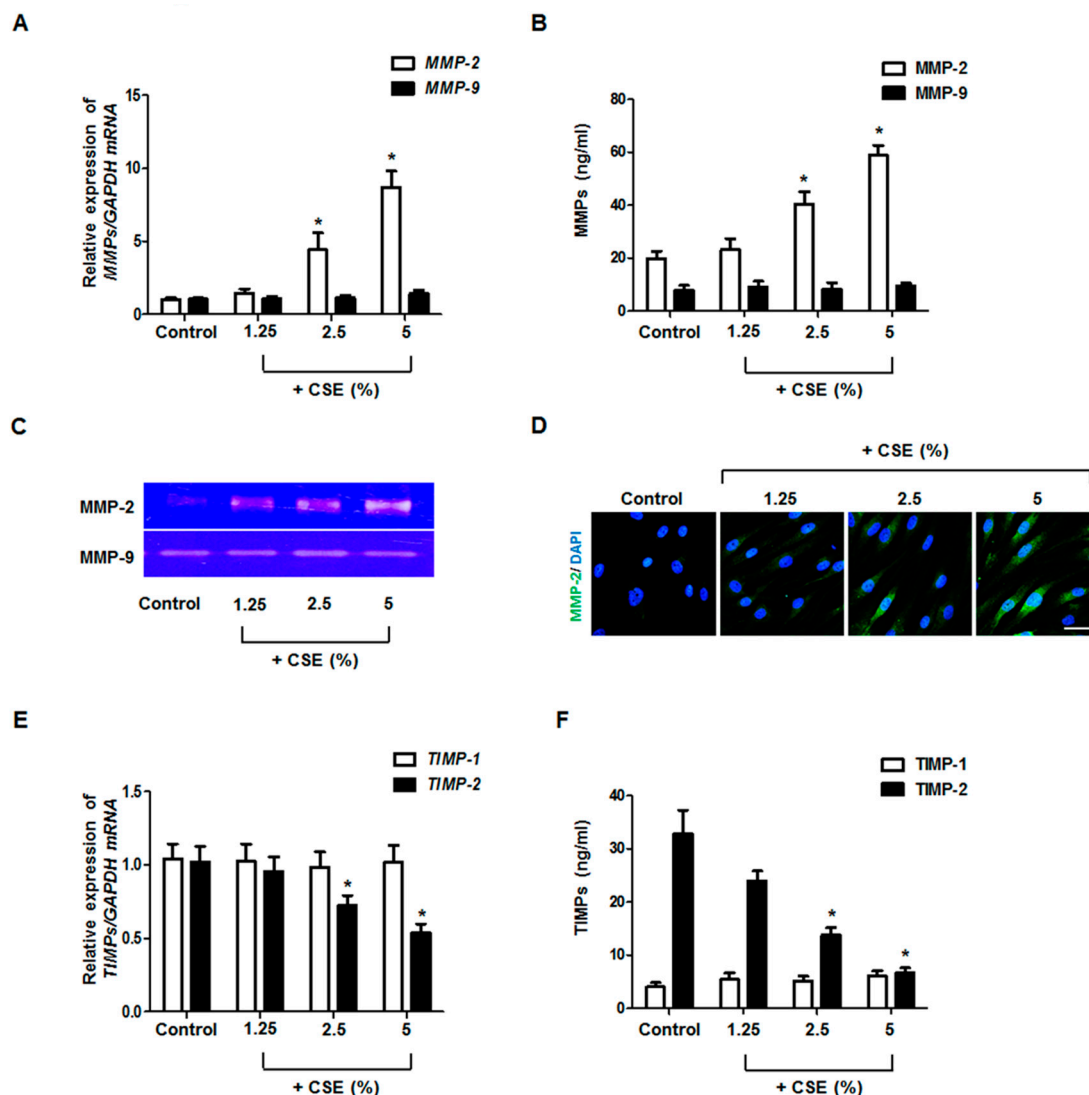 A
MMP-2
MMP-9
Relative expression of
MMPs/GAPDH mRNA
15
10
5
0
* *
Control 1.25 2.5 5
+ CSE (%)
B
MMP-2
MMP-9
MMPs (ng/ml)
80
60
40
20
0
* *
Control 1.25 2.5 5
+ CSE (%)
C
MMP-2
MMP-9
Control 1.25 2.5 5
+ CSE (%)
D
+ CSE (%)
Control 1.25 2.5 5
MMP-2/ DAPI
E
TIMP-1
TIMP-2
Relative expression of
TIMPs/GAPDH mRNA
1.5
1.0
0.5
0.0
* *
Control 1.25 2.5 5
+ CSE (%)
F
TIMP-1
TIMP-2
TIMPs (ng/ml)
40
30
20
10
0
* *
Control 1.25 2.5 5
+ CSE (%)